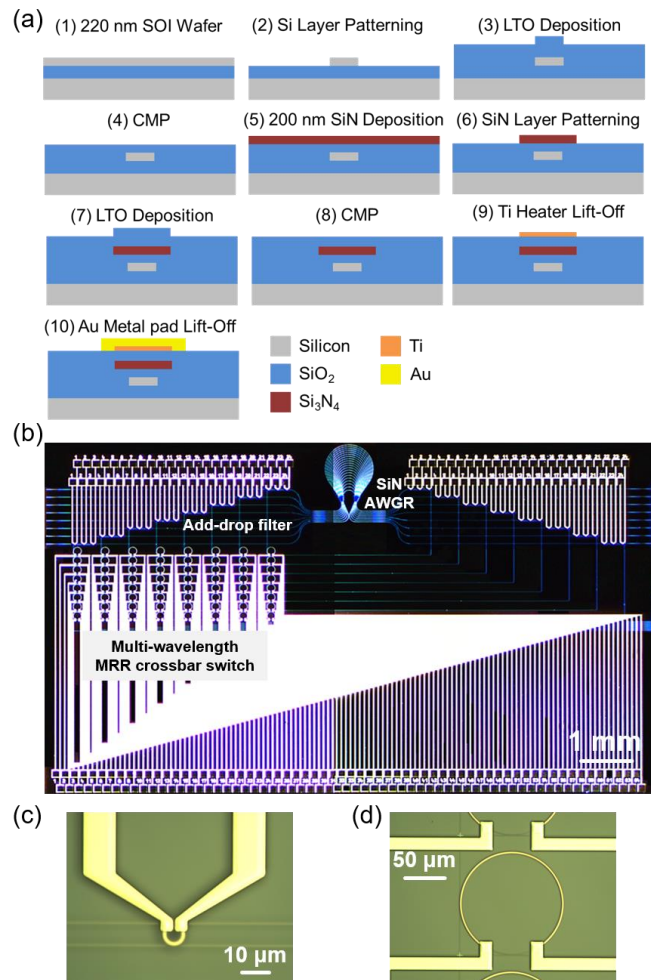 (a)
(1) 220 nm SOI Wafer
(2) Si Layer Patterning
(3) LTO Deposition
(4) CMP
(5) 200 nm SiN Deposition
(6) SiN Layer Patterning
(7) LTO Deposition
(8) CMP
(9) Ti Heater Lift-Off
(10) Au Metal pad Lift-Off
Silicon
Ti
SiO₂
Au
Si₃N₄
(b)
SiN
AWGR
Add-drop filter
Multi-wavelength
MRR crossbar switch
1 mm
(c)
10 µm
(d)
50 µm